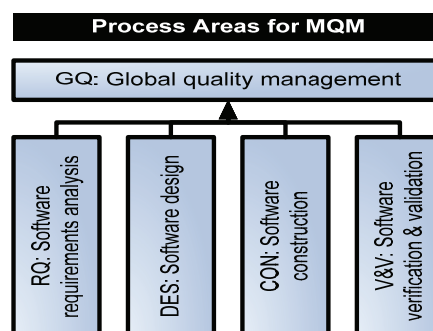 Process Areas for MQM
GQ: Global quality management
RQ: Software
requirements analysis
DES: Software design
CON: Software
construction
V&V: Software
verification & validation